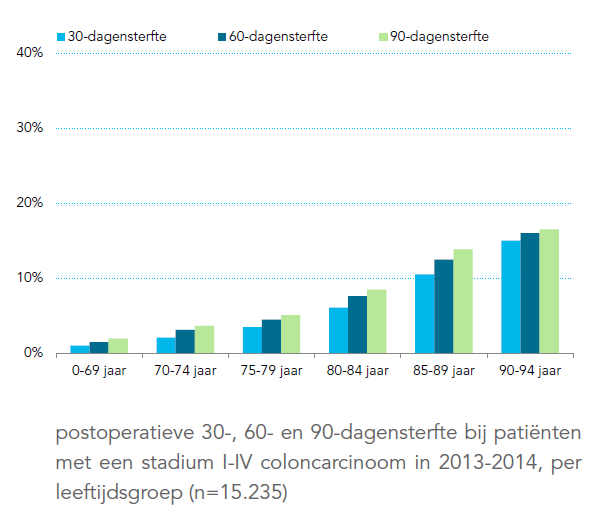 30-dagensterfte 60-dagensterfte 90-dagensterfte
40%
30%
20%
10%
0%
0-69 jaar 70-74 jaar 75-79 jaar 80-84 jaar 85-89 jaar 90-94 jaar
postoperatieve 30-, 60- en 90-dagensterfte bij patiënten
met een stadium I-IV coloncarcinoom in 2013-2014, per
leeftijdsgroep (n=15.235)